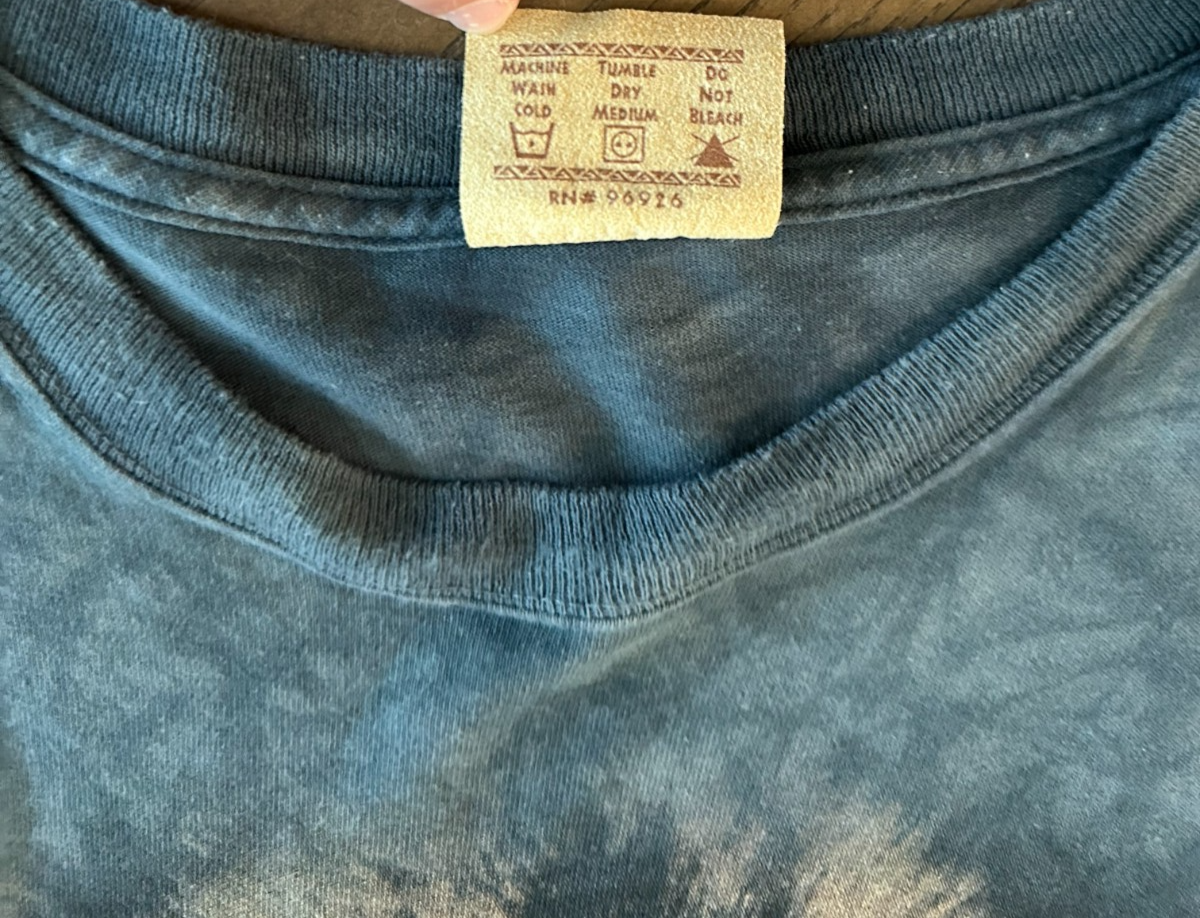 MACHINE TUMBLE DO
WASH DRY NOT
COLD MEDIUM BLEACH
RN# 96926